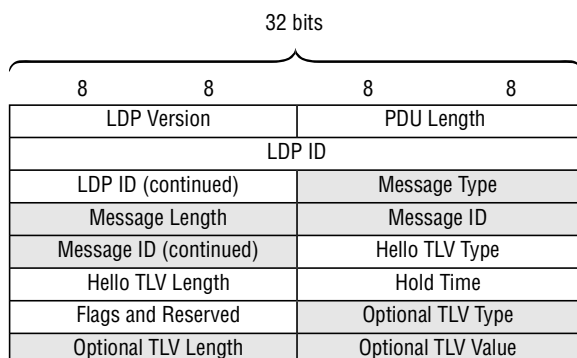 32 bits
8 8 8 8
LDP Version PDU Length
LDP ID
LDP ID (continued) Message Type
Message Length Message ID
Message ID (continued) Hello TLV Type
Hello TLV Length Hold Time
Flags and Reserved Optional TLV Type
Optional TLV Length Optional TLV Value